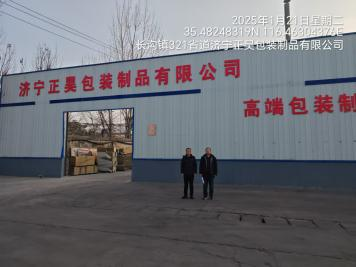 2025年1月21日星期二
35.48248319N 116.46304376E
长沟镇321省道济宁正昊包装制品有限公司
济宁正昊包装制品有限公司
高端包装制